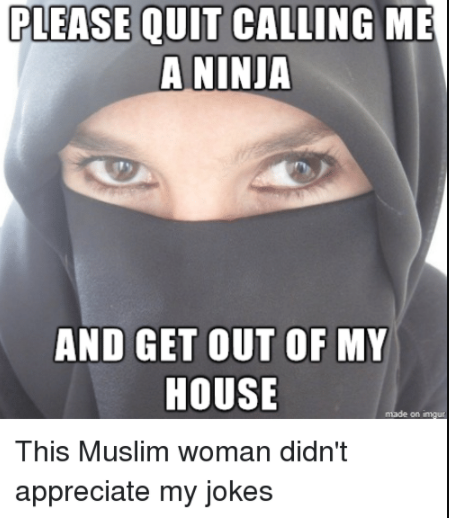 PLEASE QUIT CALLING ME
A NINJA
AND GET OUT OF MY
HOUSE
made on imgur
This Muslim woman didn't
appreciate my jokes